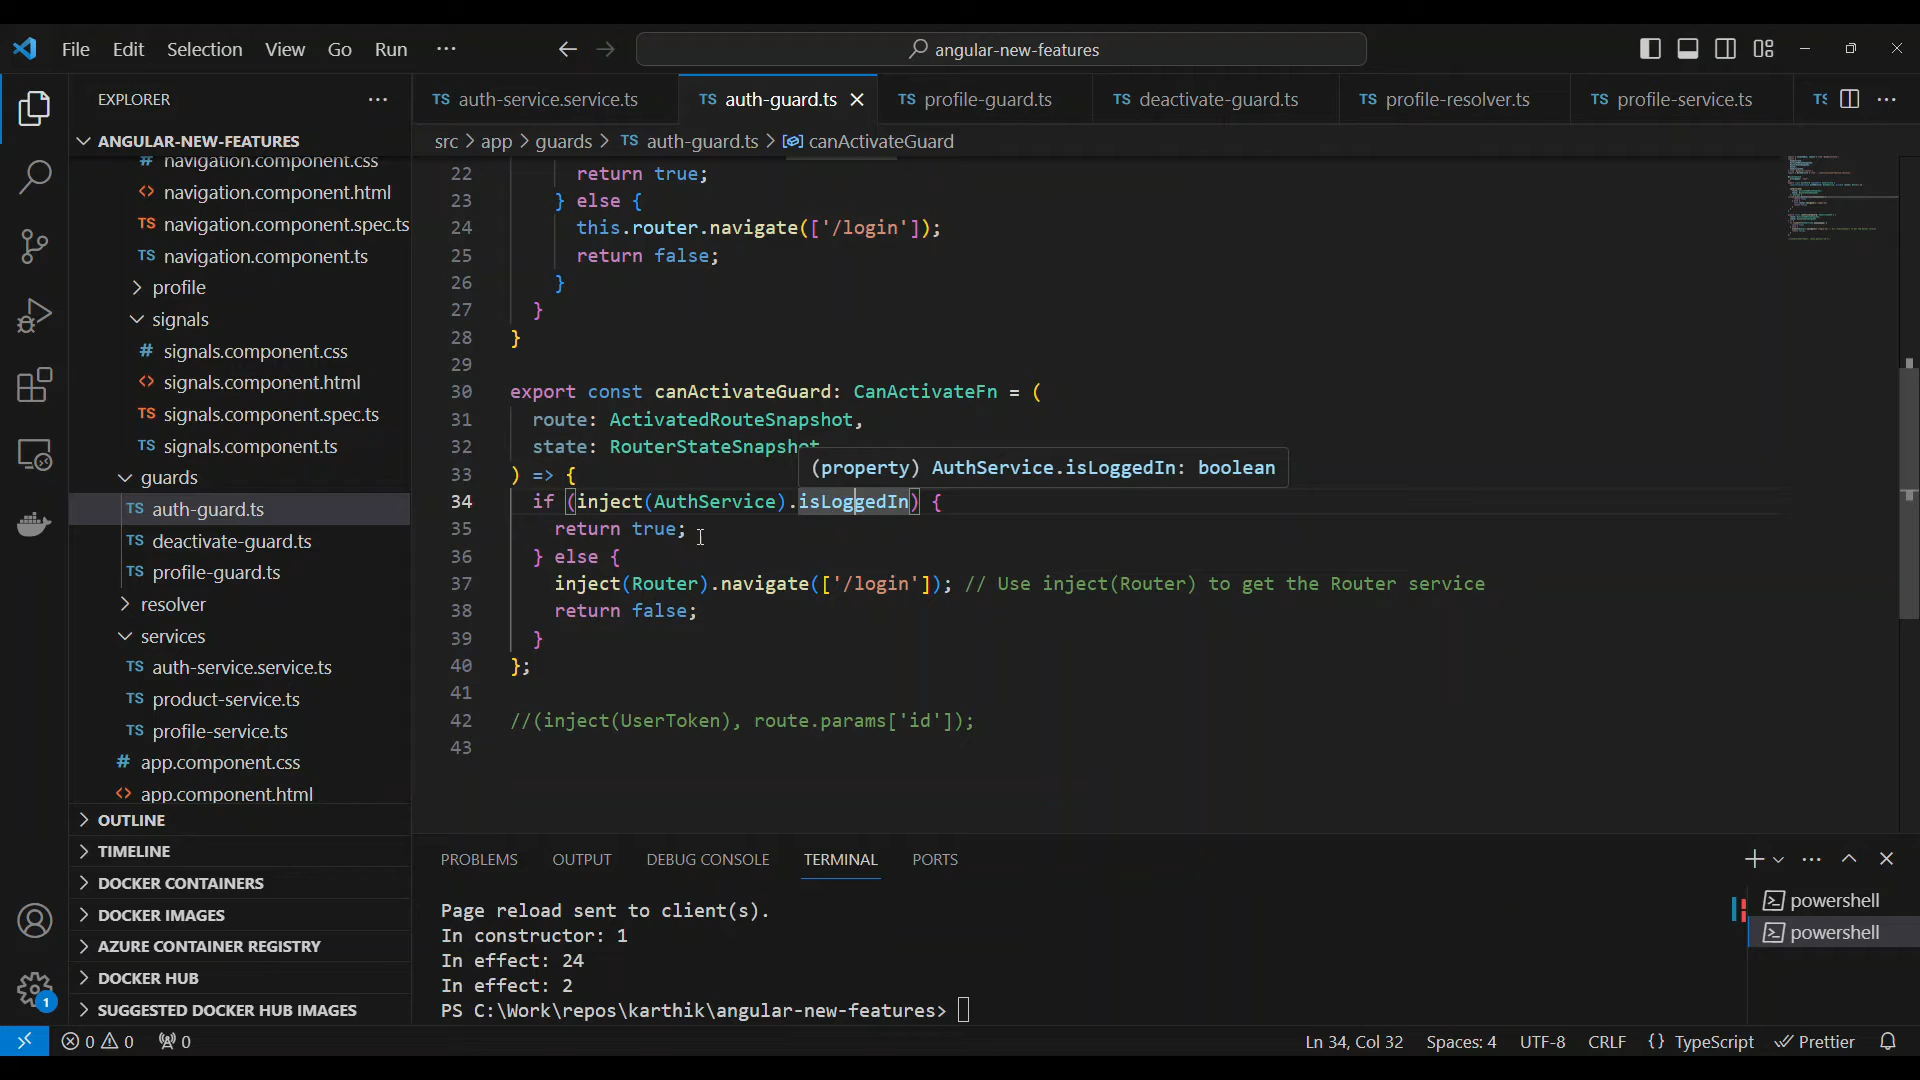 File Edit Selection View Go Run ··· angular-new-features
EXPLORER ···
ANGULAR-NEW-FEATURES
# navigation.component.css
<> navigation.component.html
TS navigation.component.spec.ts
TS navigation.component.ts
profile
signals
# signals.component.css
<> signals.component.html
TS signals.component.spec.ts
TS signals.component.ts
guards
TS auth-guard.ts
TS deactivate-guard.ts
TS profile-guard.ts
resolver
services
TS auth-service.service.ts
TS product-service.ts
TS profile-service.ts
# app.component.css
<> app.component.html
OUTLINE
TIMELINE
DOCKER CONTAINERS
DOCKER IMAGES
AZURE CONTAINER REGISTRY
DOCKER HUB
SUGGESTED DOCKER HUB IMAGES
1
TS auth-service.service.ts TS auth-guard.ts TS profile-guard.ts TS deactivate-guard.ts TS profile-resolver.ts TS profile-service.ts TS ···
src > app > guards > TS auth-guard.ts > canActivateGuard
22 return true;
23 } else {
24 this.router.navigate(['/login']);
25 return false;
26 }
27 }
28 }
29
30 export const canActivateGuard: CanActivateFn = (
31 route: ActivatedRouteSnapshot,
32 state: RouterStateSnapshot
(property) AuthService.isLoggedIn: boolean
33 ) => {
34 if (inject(AuthService).isLoggedIn) {
35 return true;
36 } else {
37 inject(Router).navigate(['/login']); // Use inject(Router) to get the Router service
38 return false;
39 }
40 };
41
42 //(inject(UserToken), route.params['id']);
43
PROBLEMS OUTPUT DEBUG CONSOLE TERMINAL PORTS
Page reload sent to client(s).
In constructor: 1
In effect: 24
In effect: 2
PS C:\Work\repos\karthik\angular-new-features>
powershell
powershell
0 0 0 Ln 34, Col 32 Spaces: 4 UTF-8 CRLF {} TypeScript Prettier